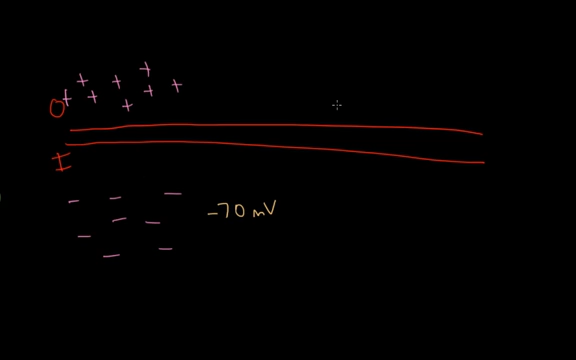 + + + + + + + + +
O
I
− − − − − − − −
−70 mV